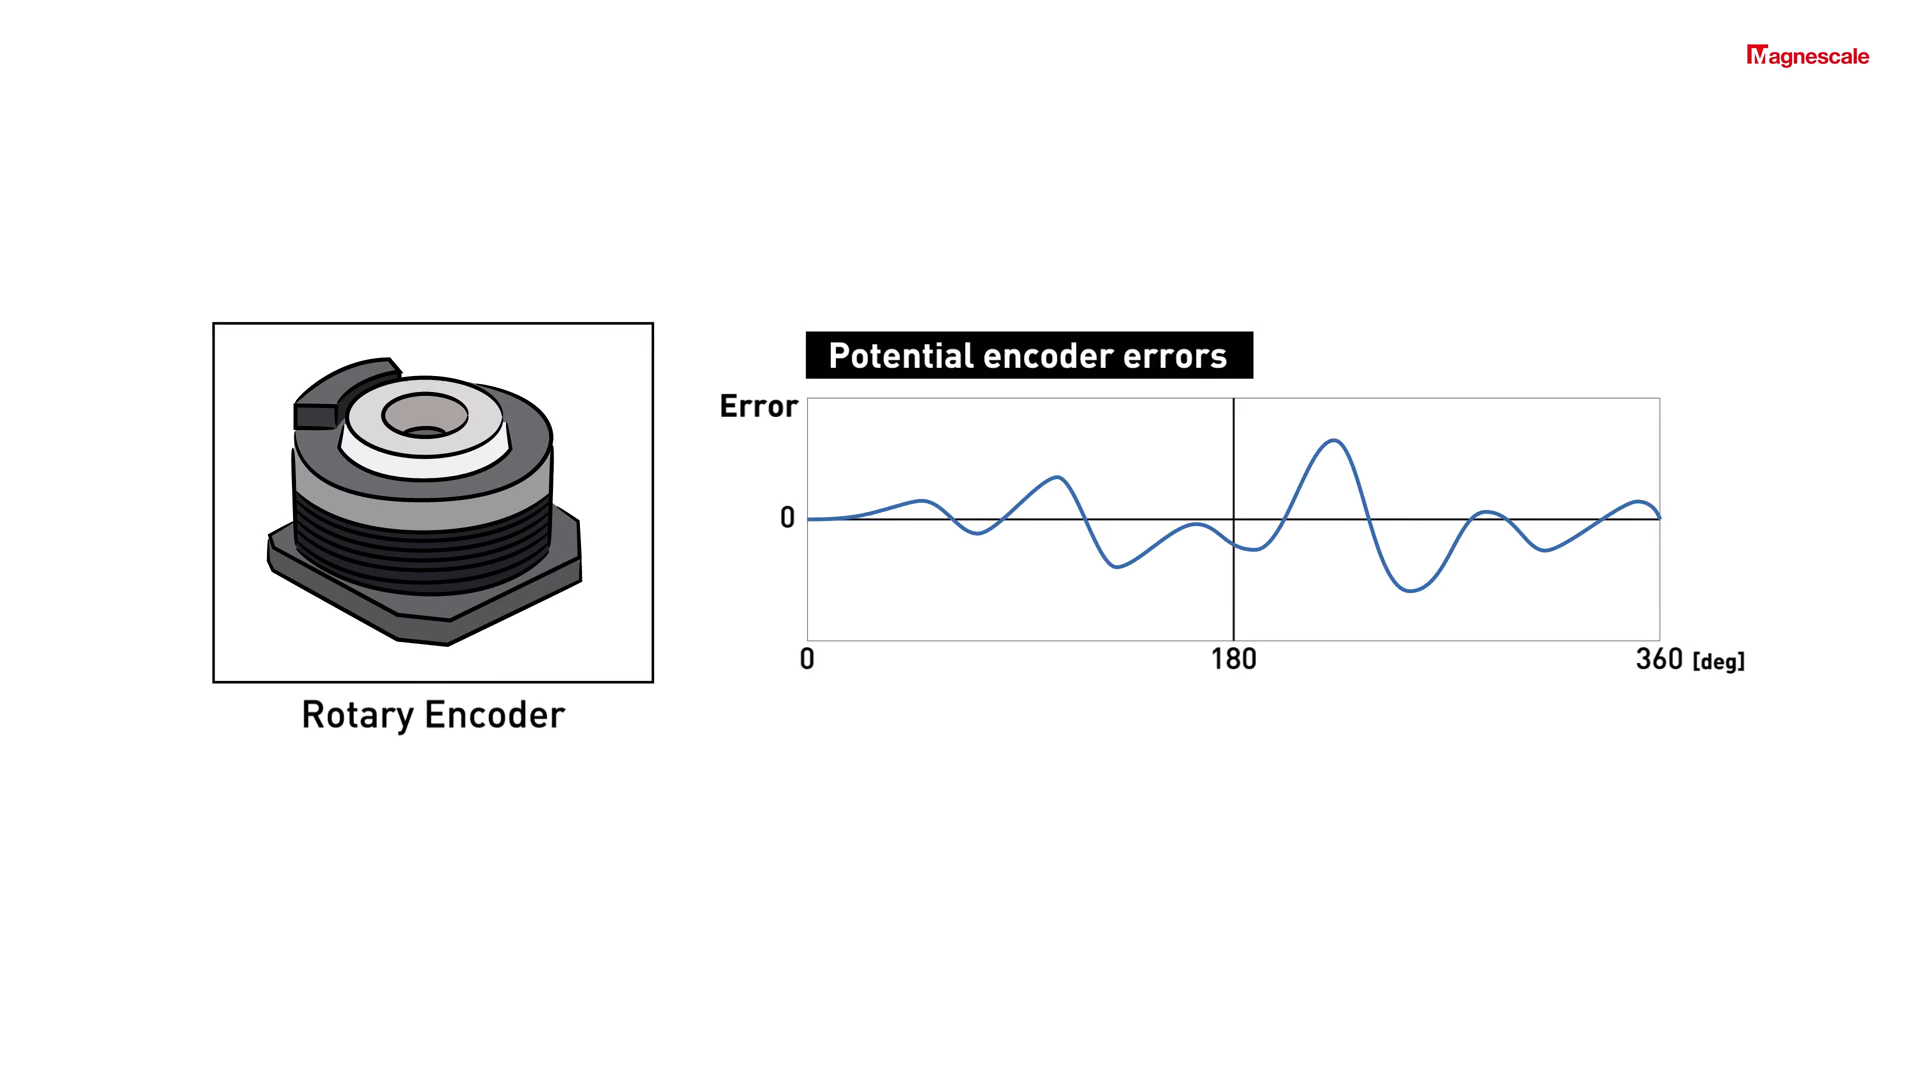 Magnescale
Potential encoder errors
Error
0
0
180
360 [deg]
Rotary Encoder